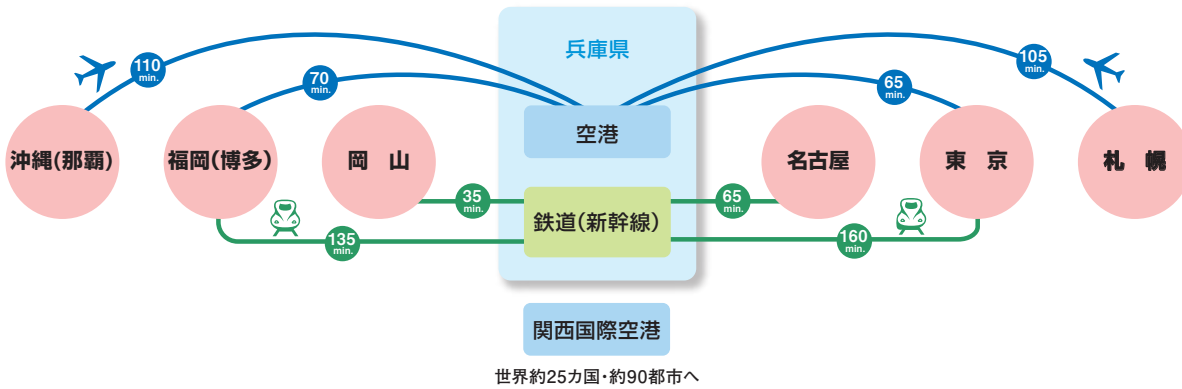 兵庫県
110
min.
70
min.
65
min.
105
min.
空港
沖縄(那覇)
福岡(博多)
岡 山
名古屋
東 京
札 幌
35
min.
65
min.
鉄道(新幹線)
135
min.
160
min.
関西国際空港
世界約25カ国・約90都市へ